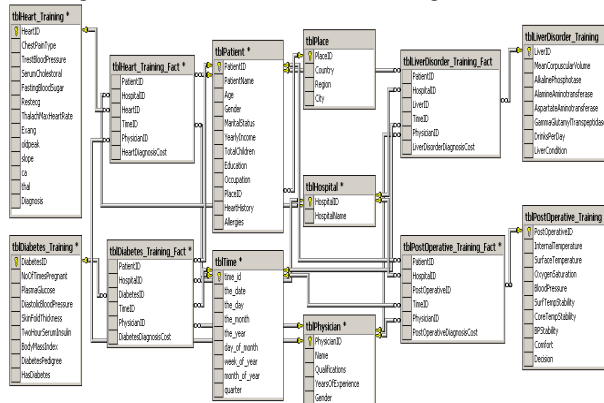 tblHeart_Training *
HeartID
ChestPainType
TrestBloodPressure
SerumCholestoral
FastingBloodSugar
Restecg
ThalachMaxHeartRate
Exang
oldpeak
slope
ca
thal
Diagnosis
tblHeart_Training_Fact *
PatientID
HospitalID
HeartID
TimeID
PhysicianID
HeartDiagnosisCost
tblPatient *
PatientID
PatientName
Age
Gender
MaritalStatus
YearlyIncome
TotalChildren
Education
Occupation
PlaceID
HeartHistory
Allergies
tblPlace
PlaceID
Country
Region
City
tblHospital *
HospitalID
HospitalName
tblLiverDisorder_Training_Fact
PatientID
HospitalID
LiverID
TimeID
PhysicianID
LiverDisorderDiagnosisCost
tblLiverDisorder_Training
LiverID
MeanCorpuscularVolume
AlkalinePhosphotase
AlamineAminotransferase
AspartateAminotransferase
GammaGlutamylTranspeptidase
DrinksPerDay
LiverCondition
tblDiabetes_Training *
DiabetesID
NoOfTimesPregnant
PlasmaGlucose
DiastolicBloodPressure
SkinFoldThickness
TwoHourSerumInsulin
BodyMassIndex
DiabetesPedigree
HasDiabetes
tblDiabetes_Training_Fact *
PatientID
HospitalID
DiabetesID
TimeID
PhysicianID
DiabetesDiagnosisCost
tblTime *
time_id
the_date
the_day
the_month
the_year
day_of_month
week_of_year
month_of_year
quarter
tblPhysician *
PhysicianID
Name
Qualifications
YearsOfExperience
Gender
tblPostOperative_Training_Fact *
PatientID
HospitalID
PostOperativeID
TimeID
PhysicianID
PostOperativeDiagnosisCost
tblPostOperative_Training
PostOperativeID
InternalTemperature
SurfaceTemperature
OxygenSaturation
BloodPressure
SurfTempStability
CoreTempStability
BPStability
Comfort
Decision